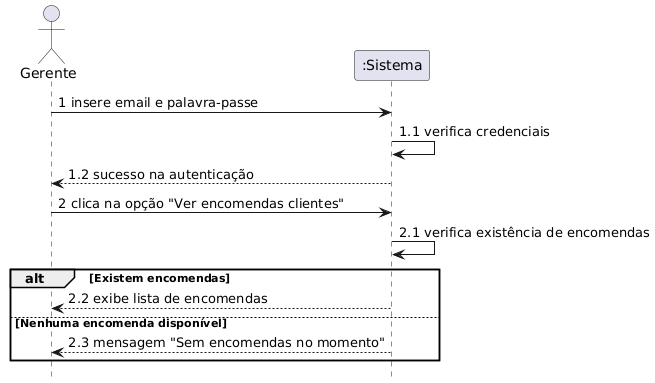 Gerente
:Sistema
1 insere email e palavra-passe
1.1 verifica credenciais
1.2 sucesso na autenticação
2 clica na opção "Ver encomendas clientes"
2.1 verifica existência de encomendas
alt [Existem encomendas]
2.2 exibe lista de encomendas
[Nenhuma encomenda disponível]
2.3 mensagem "Sem encomendas no momento"